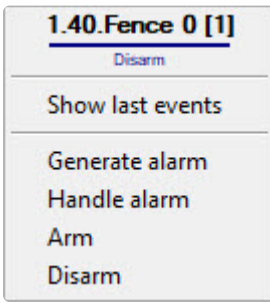 1.40.Fence 0 [1]
Disarm
Show last events
Generate alarm
Handle alarm
Arm
Disarm